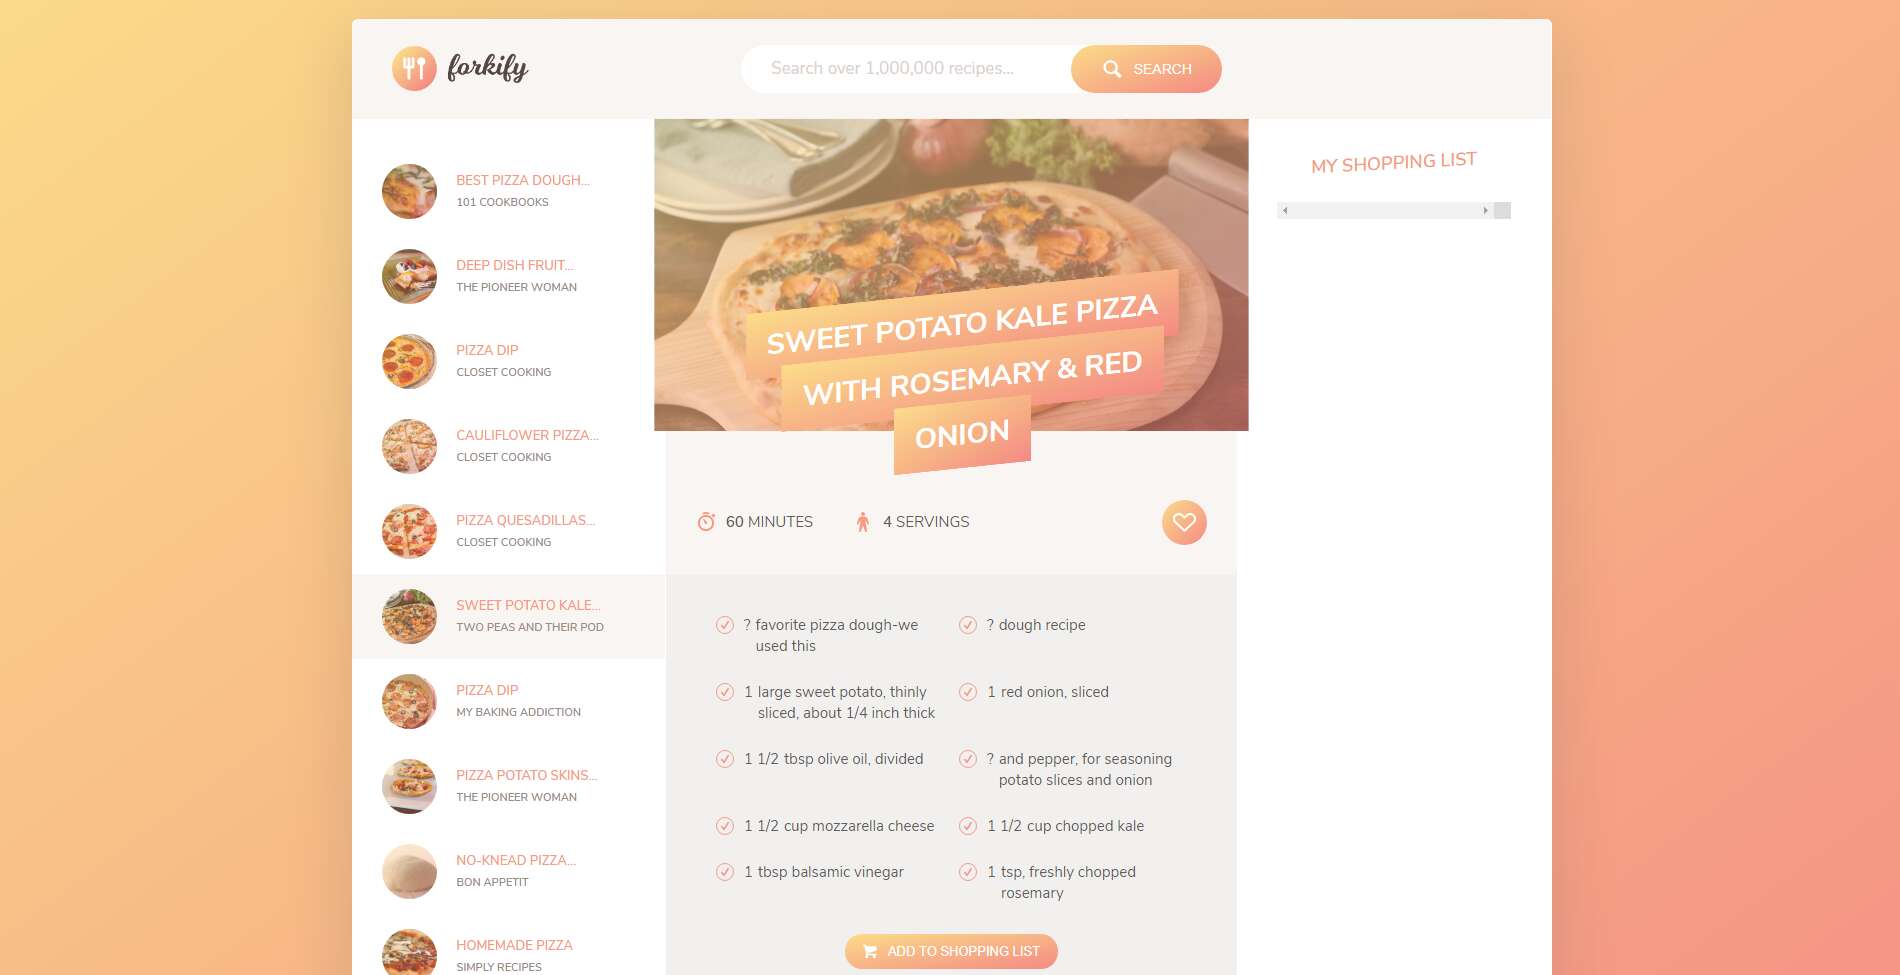 forkify
Search over 1,000,000 recipes...
SEARCH
BEST PIZZA DOUGH...
101 COOKBOOKS
DEEP DISH FRUIT...
THE PIONEER WOMAN
PIZZA DIP
CLOSET COOKING
CAULIFLOWER PIZZA...
CLOSET COOKING
PIZZA QUESADILLAS...
CLOSET COOKING
SWEET POTATO KALE...
TWO PEAS AND THEIR POD
PIZZA DIP
MY BAKING ADDICTION
PIZZA POTATO SKINS...
THE PIONEER WOMAN
NO-KNEAD PIZZA...
BON APPETIT
HOMEMADE PIZZA
SIMPLY RECIPES
SWEET POTATO KALE PIZZA
WITH ROSEMARY & RED
ONION
60 MINUTES
4 SERVINGS
? favorite pizza dough-we
used this
? dough recipe
1 large sweet potato, thinly
sliced, about 1/4 inch thick
1 red onion, sliced
1 1/2 tbsp olive oil, divided
? and pepper, for seasoning
potato slices and onion
1 1/2 cup mozzarella cheese
1 1/2 cup chopped kale
1 tbsp balsamic vinegar
1 tsp, freshly chopped
rosemary
ADD TO SHOPPING LIST
MY SHOPPING LIST